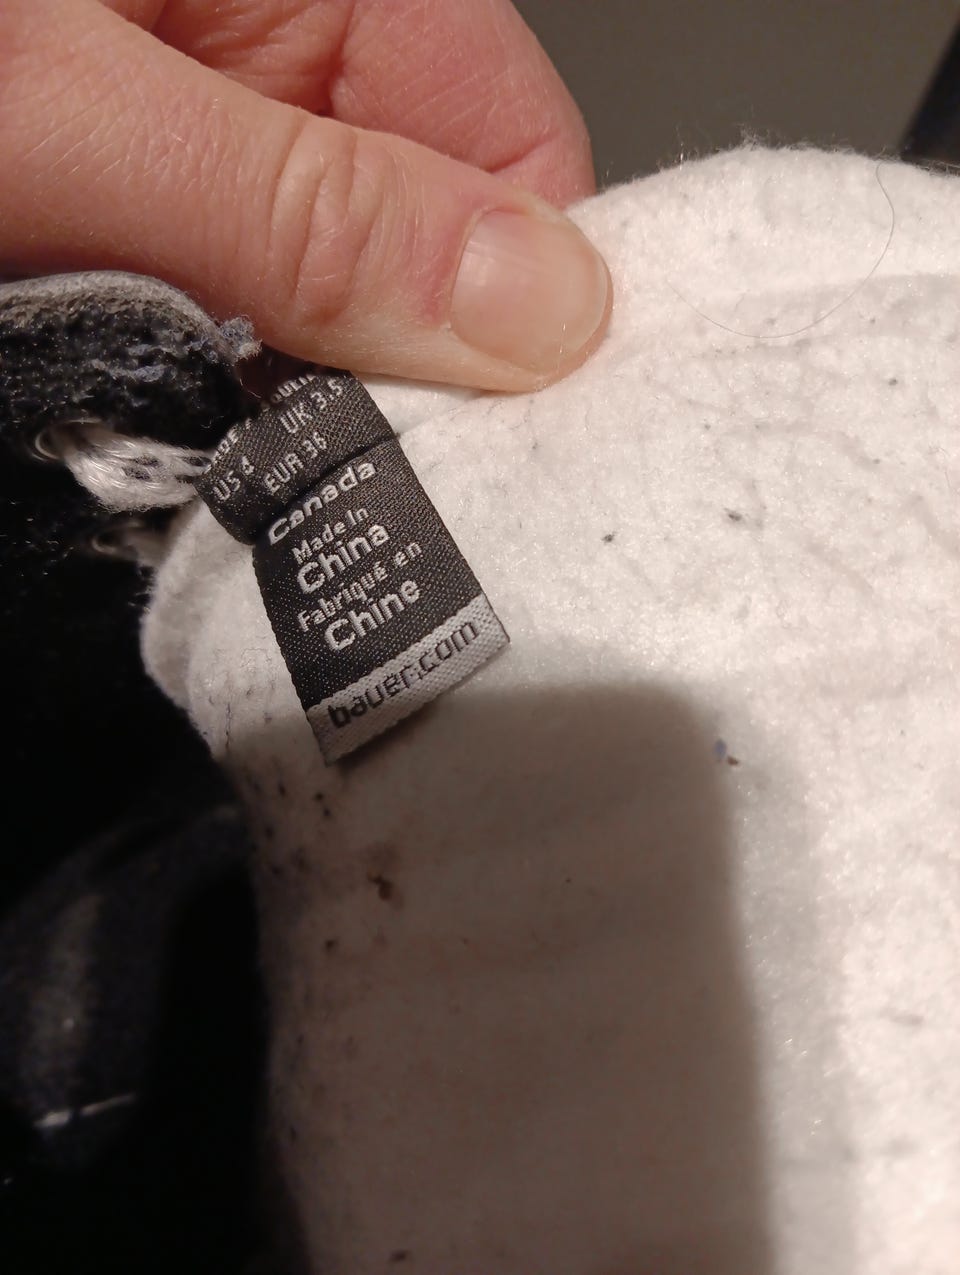 US 4 UK 3.5
EUR 36
Canada
Made In
China
Fabriqué en
Chine
bauer.com